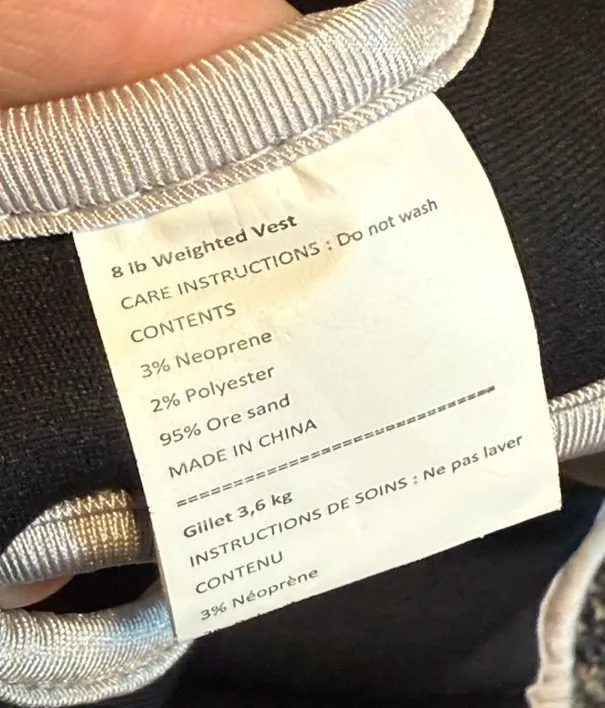 8 lb Weighted Vest
CARE INSTRUCTIONS : Do not wash
CONTENTS
3% Neoprene
2% Polyester
95% Ore sand
MADE IN CHINA
==============================
Gillet 3,6 kg
INSTRUCTIONS DE SOINS : Ne pas laver
CONTENU
3% Néoprène